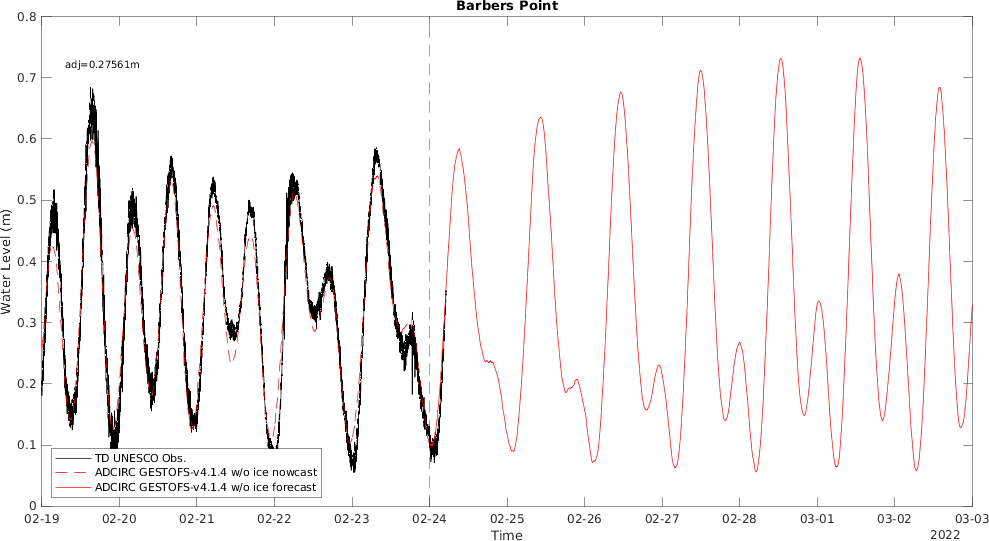 Barbers Point
adj=0.27561m
Water Level (m)
0.8
0.7
0.6
0.5
0.4
0.3
0.2
0.1
0
TD UNESCO Obs.
ADCIRC GESTOFS-v4.1.4 w/o ice nowcast
ADCIRC GESTOFS-v4.1.4 w/o ice forecast
02-19 02-20 02-21 02-22 02-23 02-24 02-25 02-26 02-27 02-28 03-01 03-02 03-03
Time
2022